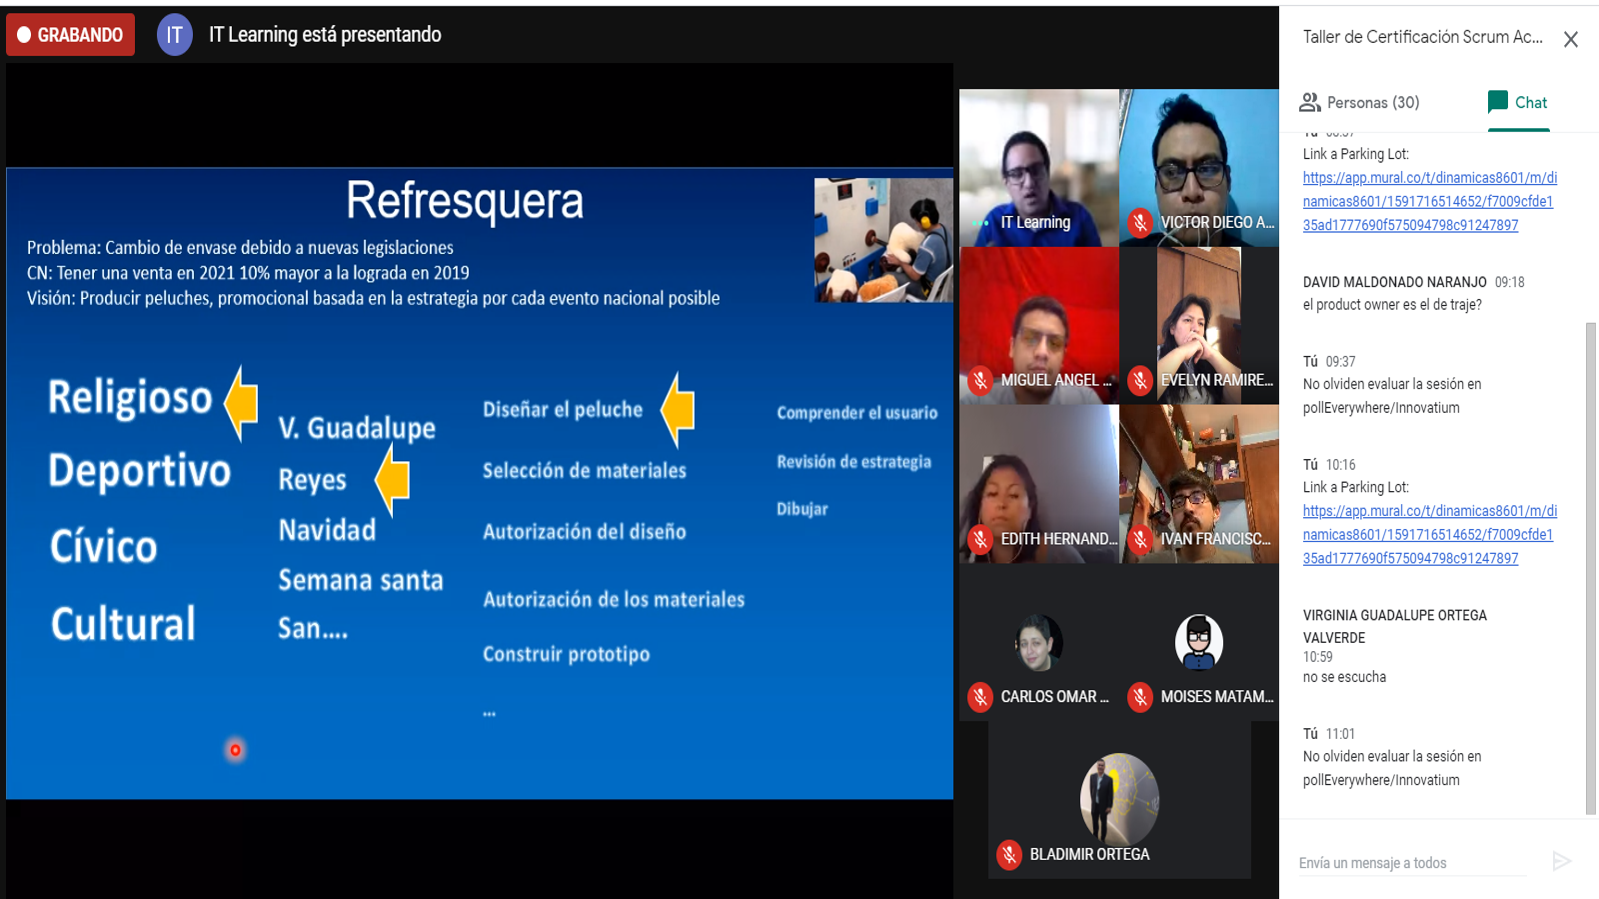 GRABANDO
IT
IT Learning está presentando
Refresquera
Problema: Cambio de envase debido a nuevas legislaciones
CN: Tener una venta en 2021 10% mayor a la lograda en 2019
Visión: Producir peluches, promocional basada en la estrategia por cada evento nacional posible
Religioso
Deportivo
Cívico
Cultural
V. Guadalupe
Reyes
Navidad
Semana santa
San....
Diseñar el peluche
Selección de materiales
Autorización del diseño
Autorización de los materiales
Construir prototipo
...
Comprender el usuario
Revisión de estrategia
Dibujar
IT Learning
VICTOR DIEGO A...
MIGUEL ANGEL ...
EVELYN RAMIRE...
EDITH HERNAND...
IVAN FRANCISC...
CARLOS OMAR ...
MOISES MATAM...
BLADIMIR ORTEGA
Taller de Certificación Scrum Ac...
Personas (30)
Chat
Link a Parking Lot:
https://app.mural.co/t/dinamicas8601/m/di
namicas8601/1591716514652/f7009cfde1
35ad1777690f575094798c91247897
DAVID MALDONADO NARANJO 09:18
el product owner es el de traje?
Tú 09:37
No olviden evaluar la sesión en
pollEverywhere/Innovatium
Tú 10:16
Link a Parking Lot:
https://app.mural.co/t/dinamicas8601/m/di
namicas8601/1591716514652/f7009cfde1
35ad1777690f575094798c91247897
VIRGINIA GUADALUPE ORTEGA
VALVERDE
10:59
no se escucha
Tú 11:01
No olviden evaluar la sesión en
pollEverywhere/Innovatium
Envía un mensaje a todos